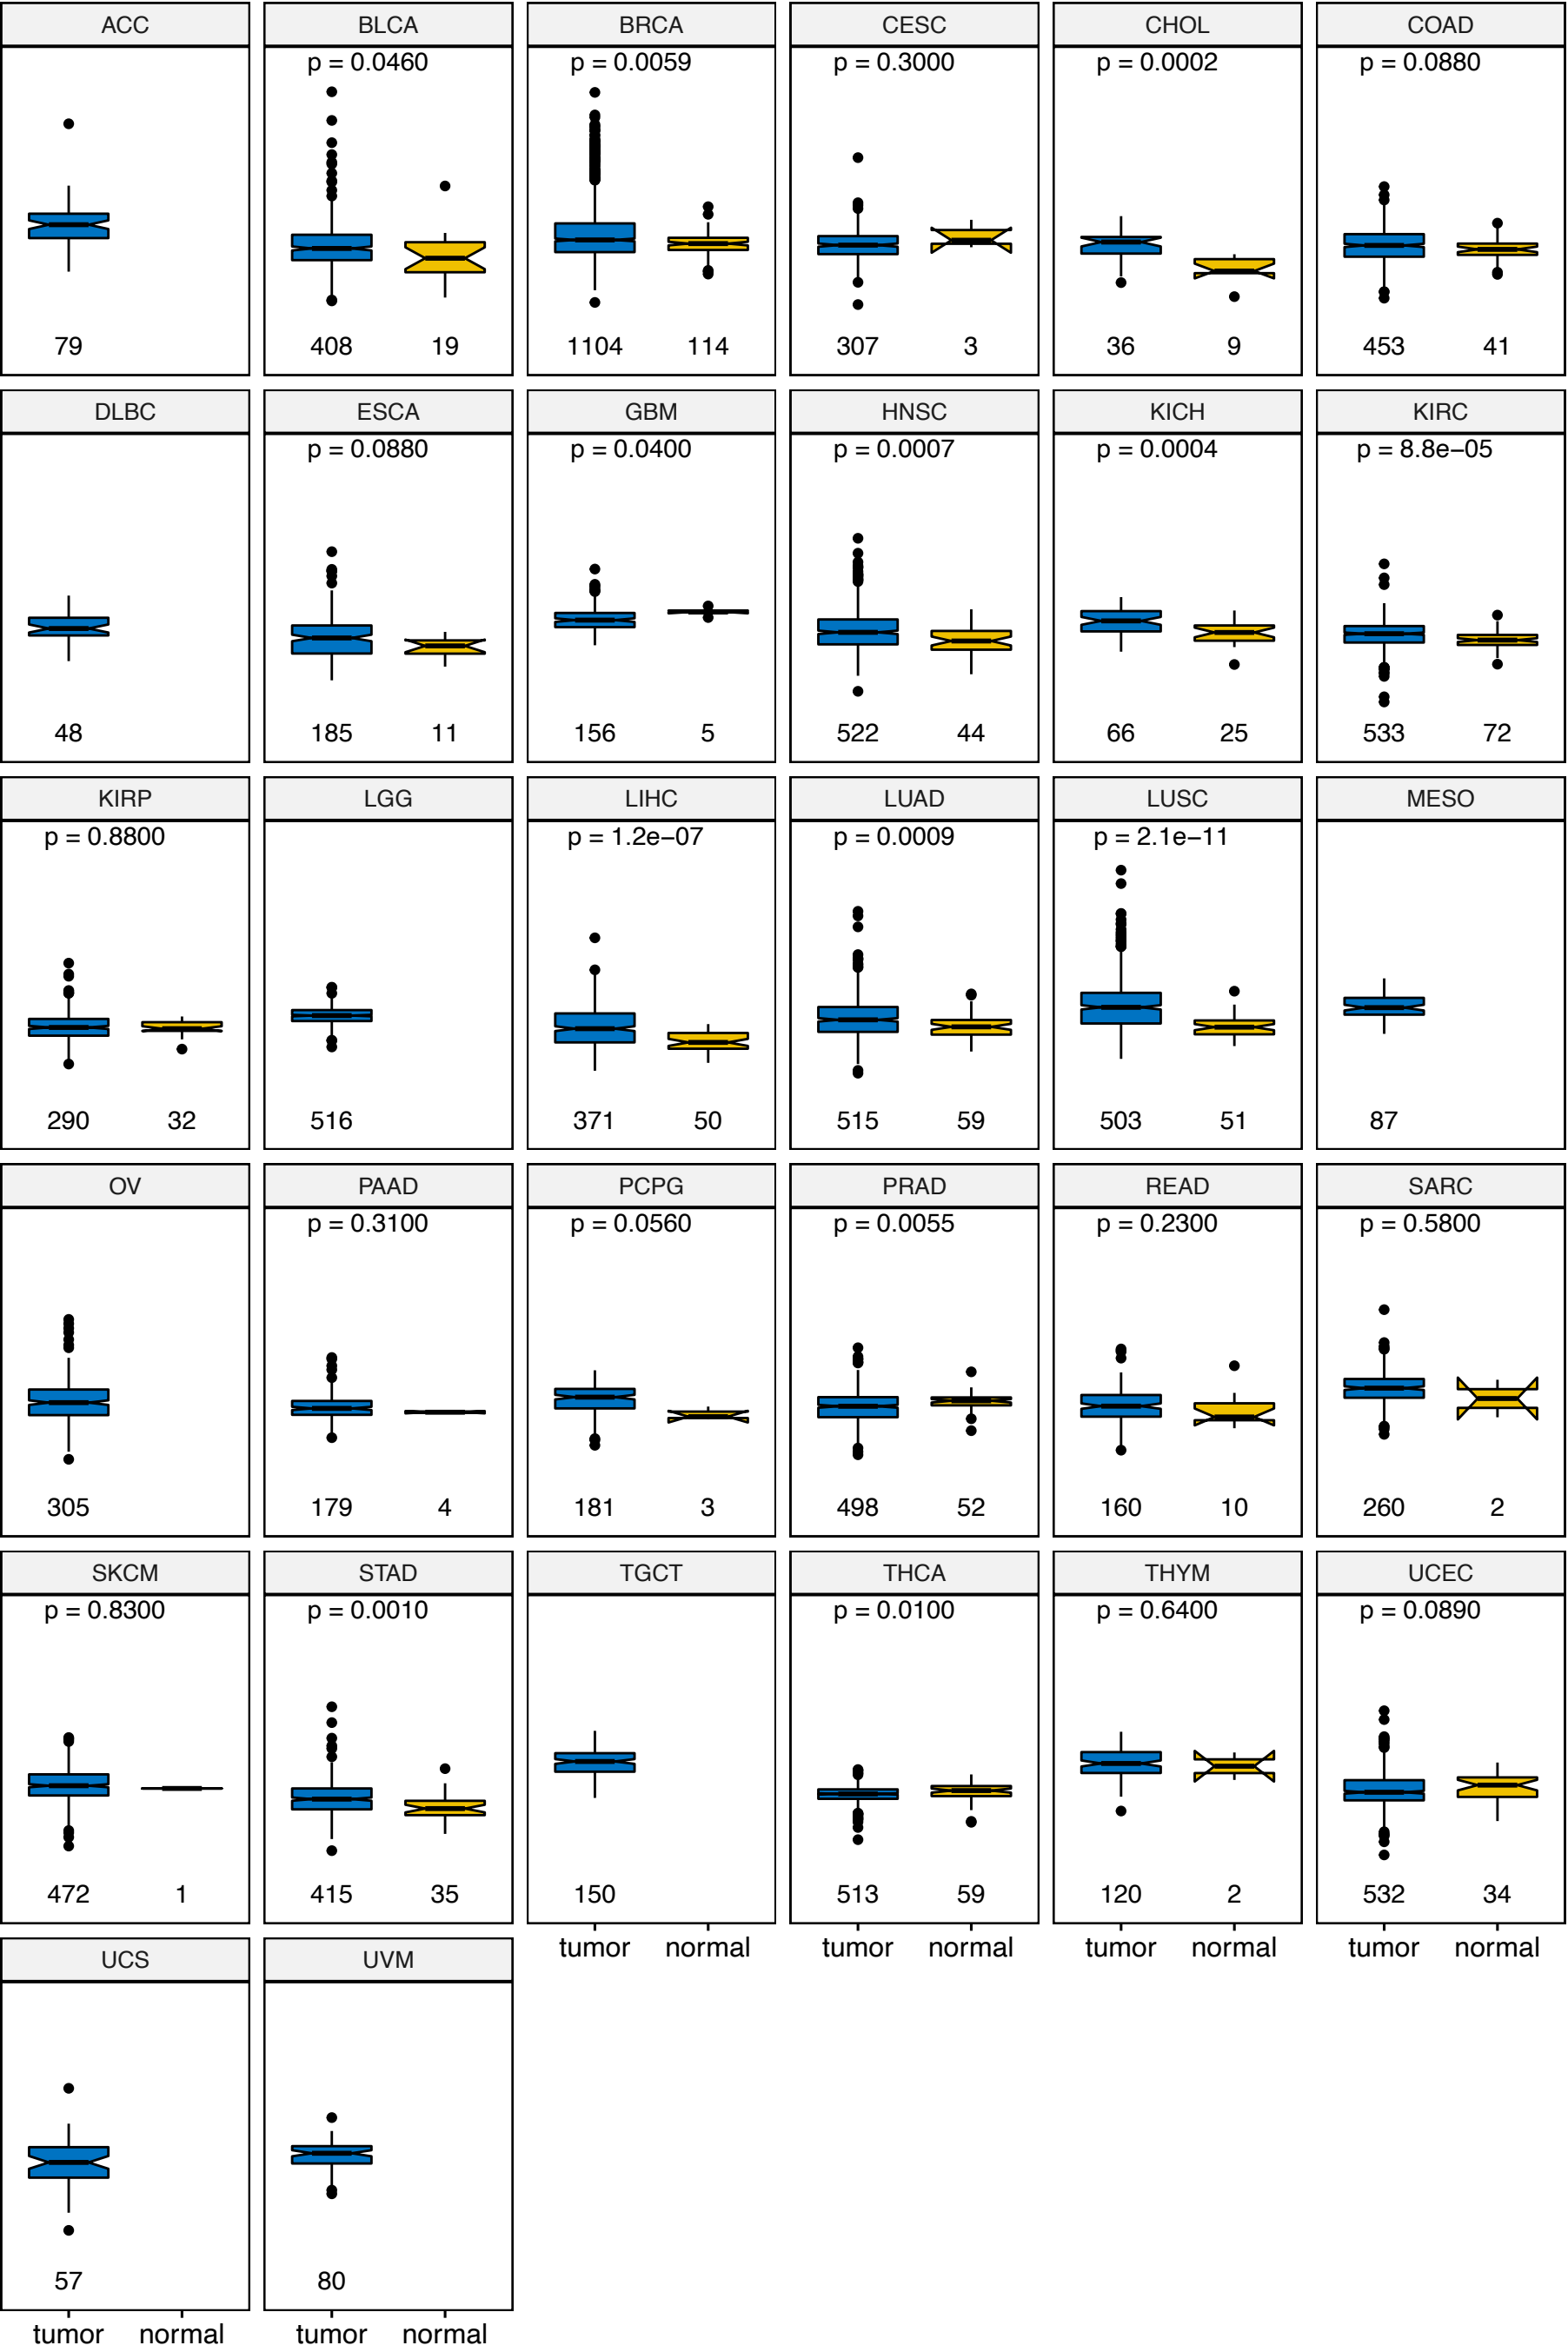 ACC BLCA BRCA CESC CHOL COAD
p = 0.0460 p = 0.0059 p = 0.3000 p = 0.0002 p = 0.0880
79 408 19 1104 114 307 3 36 9 453 41
DLBC ESCA GBM HNSC KICH KIRC
p = 0.0880 p = 0.0400 p = 0.0007 p = 0.0004 p = 8.8e−05
48 185 11 156 5 522 44 66 25 533 72
KIRP LGG LIHC LUAD LUSC MESO
p = 0.8800 p = 1.2e−07 p = 0.0009 p = 2.1e−11
290 32 516 371 50 515 59 503 51 87
OV PAAD PCPG PRAD READ SARC
p = 0.3100 p = 0.0560 p = 0.0055 p = 0.2300 p = 0.5800
305 179 4 181 3 498 52 160 10 260 2
SKCM STAD TGCT THCA THYM UCEC
p = 0.8300 p = 0.0010 p = 0.0100 p = 0.6400 p = 0.0890
472 1 415 35 150 513 59 120 2 532 34
tumor normal tumor normal tumor normal tumor normal
UCS UVM
57 80
tumor normal tumor normal